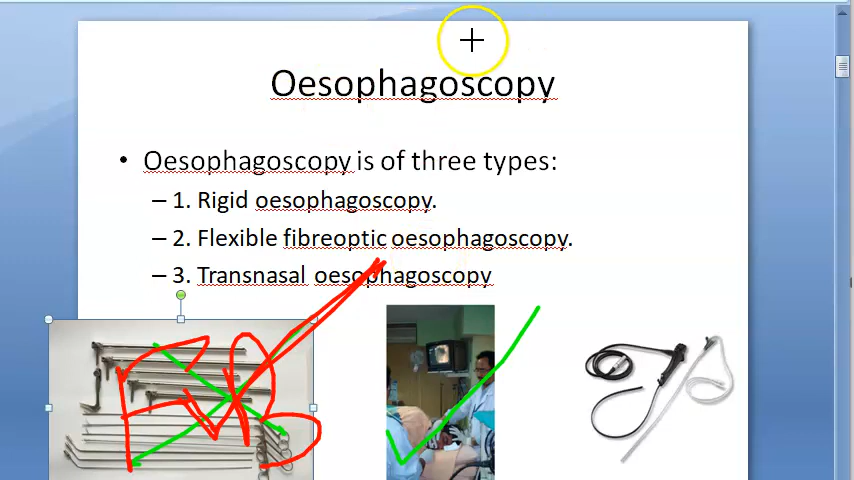 Oesophagoscopy
• Oesophagoscopy is of three types:
– 1. Rigid oesophagoscopy.
– 2. Flexible fibreoptic oesophagoscopy.
– 3. Transnasal oesophagoscopy